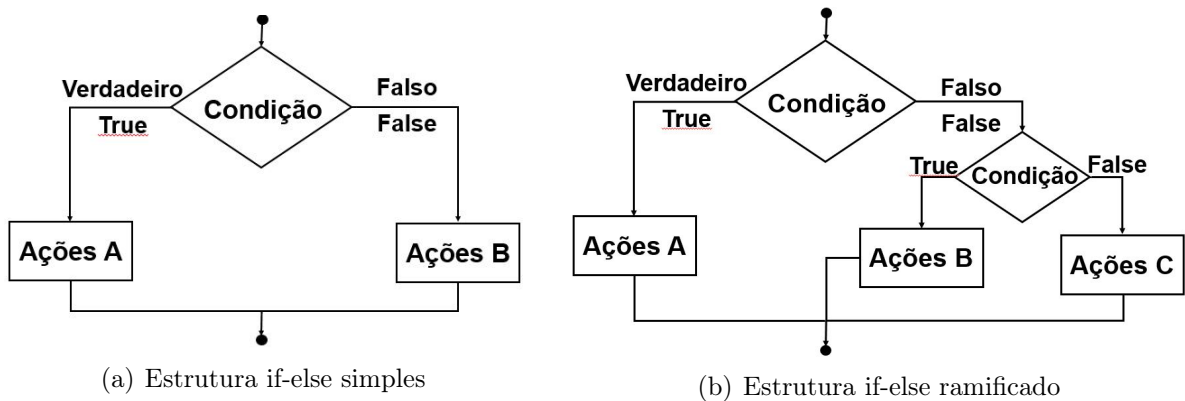 Verdadeiro
True
Condição
Falso
False
Ações A
Ações B
(a) Estrutura if-else simples
Verdadeiro
True
Condição
Falso
False
True
Condição
False
Ações A
Ações B
Ações C
(b) Estrutura if-else ramificado